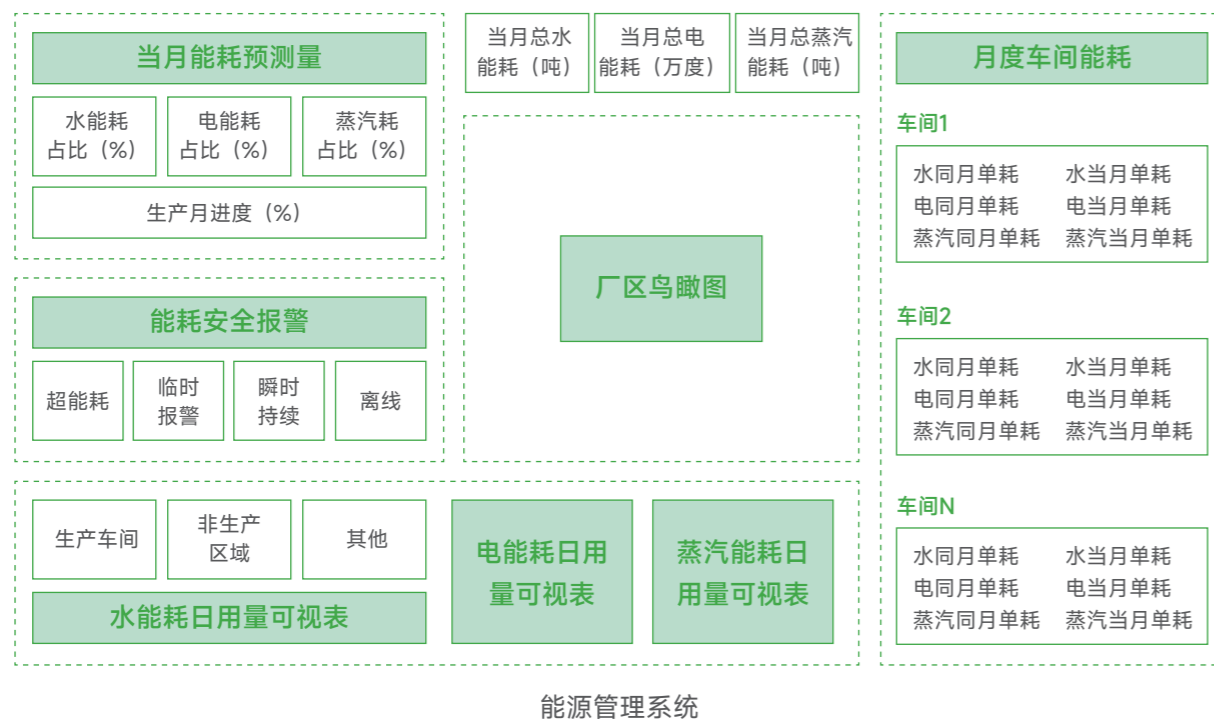 当月能耗预测量
水能耗
占比（%）
电能耗
占比（%）
蒸汽耗
占比（%）
生产月进度（%）
能耗安全报警
超能耗
临时
报警
瞬时
持续
离线
当月总水
能耗（吨）
当月总电
能耗（万度）
当月总蒸汽
能耗（吨）
厂区鸟瞰图
生产车间
非生产
区域
其他
水能耗日用量可视表
电能耗日用
量可视表
蒸汽能耗日
用量可视表
月度车间能耗
车间1
水同月单耗 水当月单耗
电同月单耗 电当月单耗
蒸汽同月单耗 蒸汽当月单耗
车间2
水同月单耗 水当月单耗
电同月单耗 电当月单耗
蒸汽同月单耗 蒸汽当月单耗
车间N
水同月单耗 水当月单耗
电同月单耗 电当月单耗
蒸汽同月单耗 蒸汽当月单耗
能源管理系统